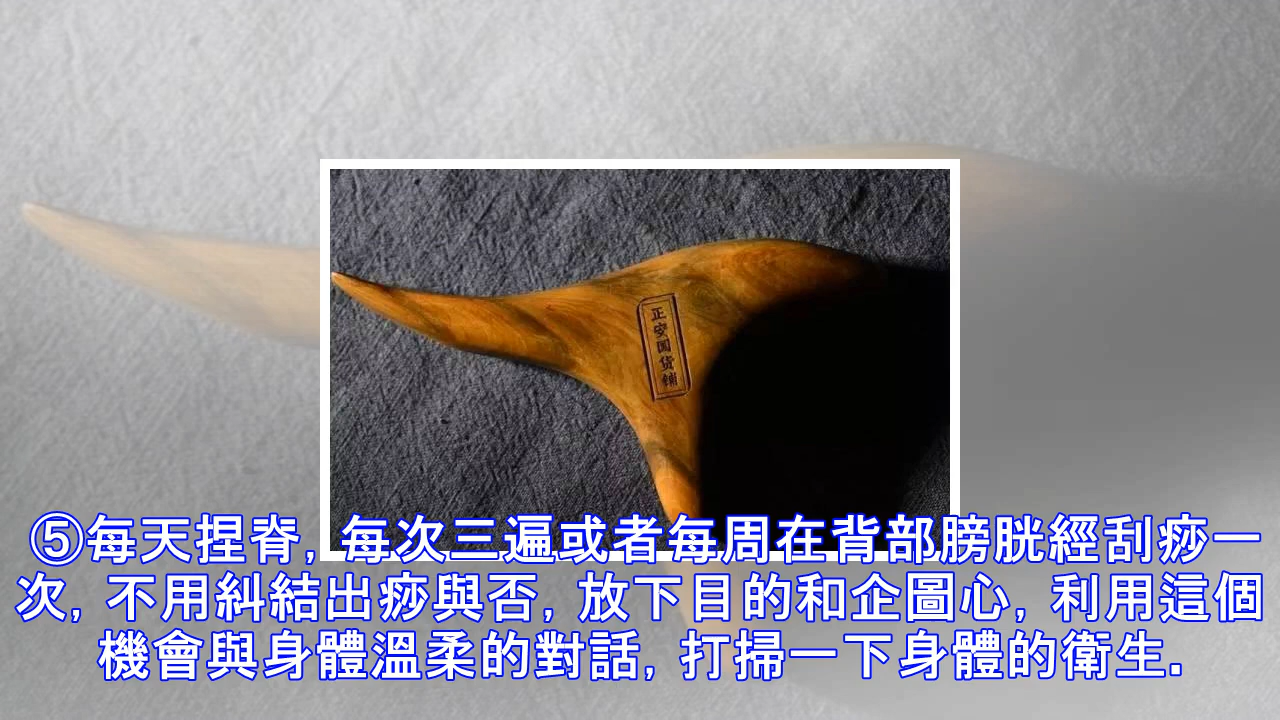 正安国货铺
⑤每天捏脊, 每次三遍或者每周在背部膀胱經刮痧一
次, 不用糾結出痧與否, 放下目的和企圖心, 利用這個
機會與身體溫柔的對話, 打掃一下身體的衛生.